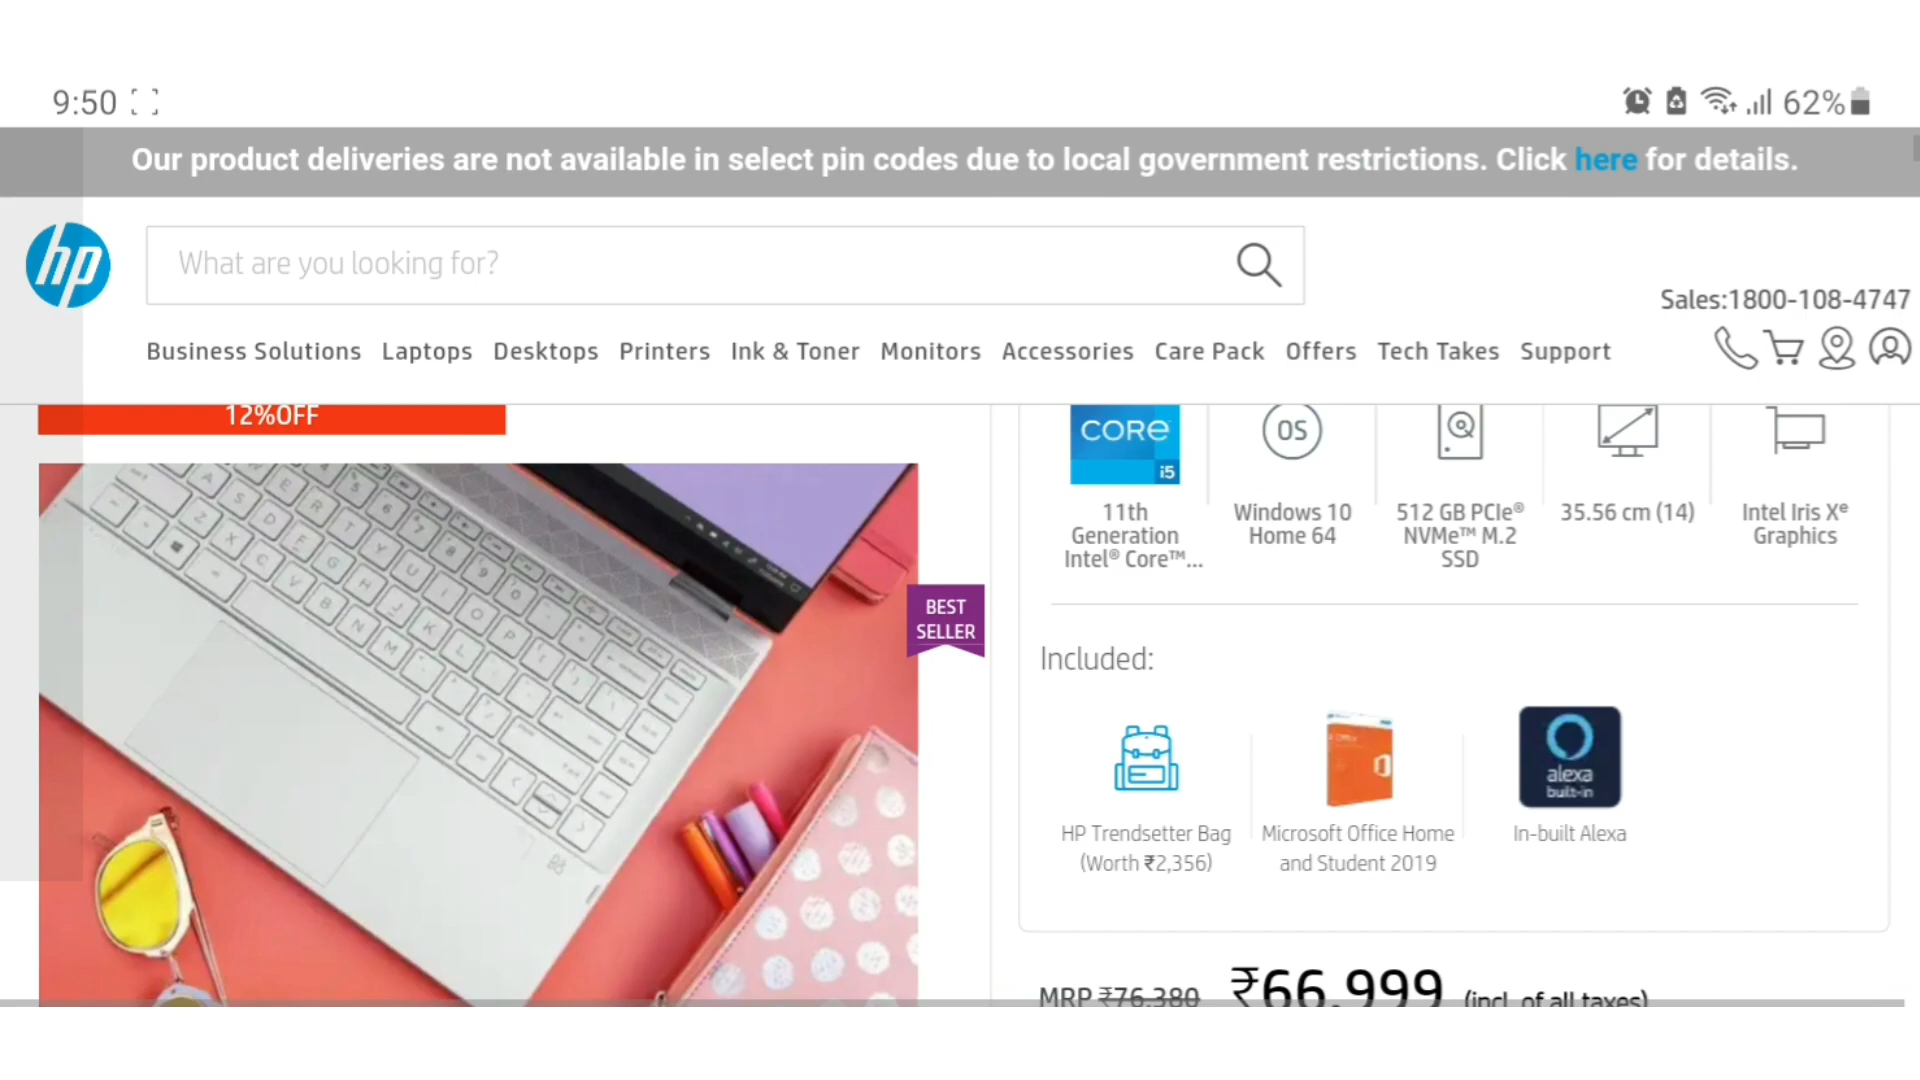 9:50
62%
Our product deliveries are not available in select pin codes due to local government restrictions. Click here for details.
hp
What are you looking for?
Sales:1800-108-4747
Business Solutions Laptops Desktops Printers Ink & Toner Monitors Accessories Care Pack Offers Tech Takes Support
12%OFF
CORE
i5
OS
11th
Generation
Intel® Core™...
Windows 10
Home 64
512 GB PCIe®
NVMe™ M.2
SSD
35.56 cm (14)
Intel Iris Xᵉ
Graphics
BEST
SELLER
Included:
alexa
built-in
HP Trendsetter Bag
(Worth ₹2,356)
Microsoft Office Home
and Student 2019
In-built Alexa
MRP ₹76,380 ₹66,999 (incl. of all taxes)